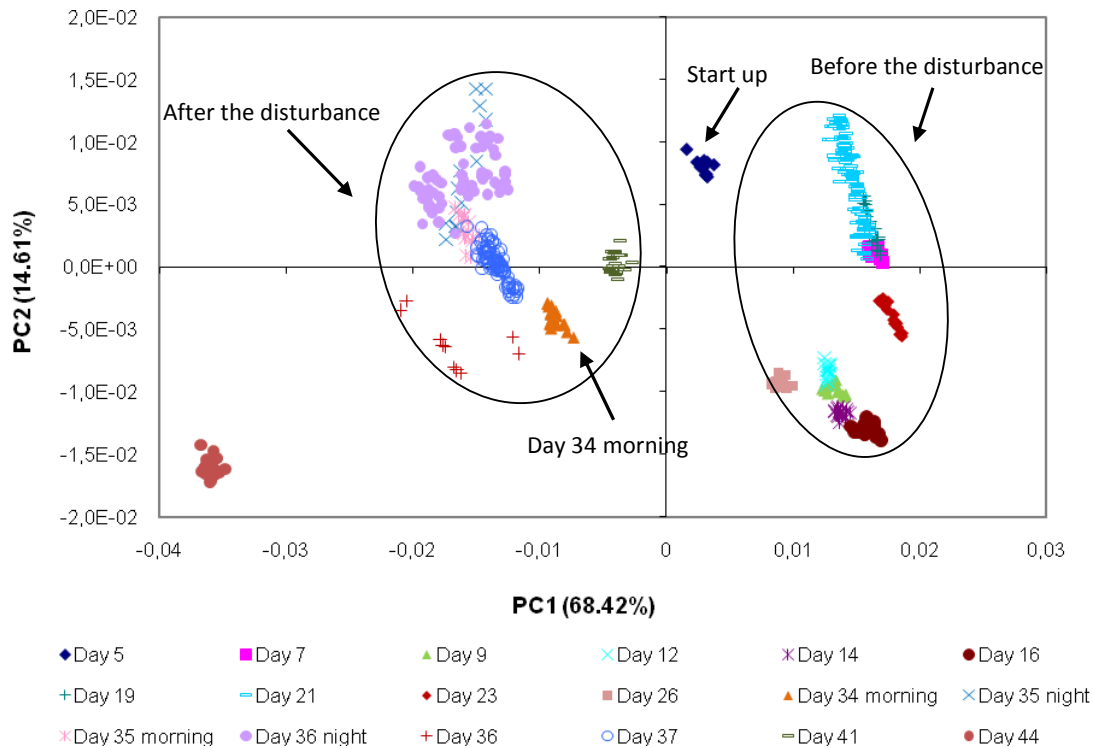 2,0E-02
1,5E-02
1,0E-02
5,0E-03
0,0E+00
-5,0E-03
-1,0E-02
-1,5E-02
-2,0E-02
PC2 (14.61%)
After the disturbance
Start up
Before the disturbance
Day 34 morning
-0,04 -0,03 -0,02 -0,01 0 0,01 0,02 0,03
PC1 (68.42%)
Day 5 Day 7 Day 9 Day 12 Day 14 Day 16
Day 19 Day 21 Day 23 Day 26 Day 34 morning Day 35 night
Day 35 morning Day 36 night Day 36 Day 37 Day 41 Day 44